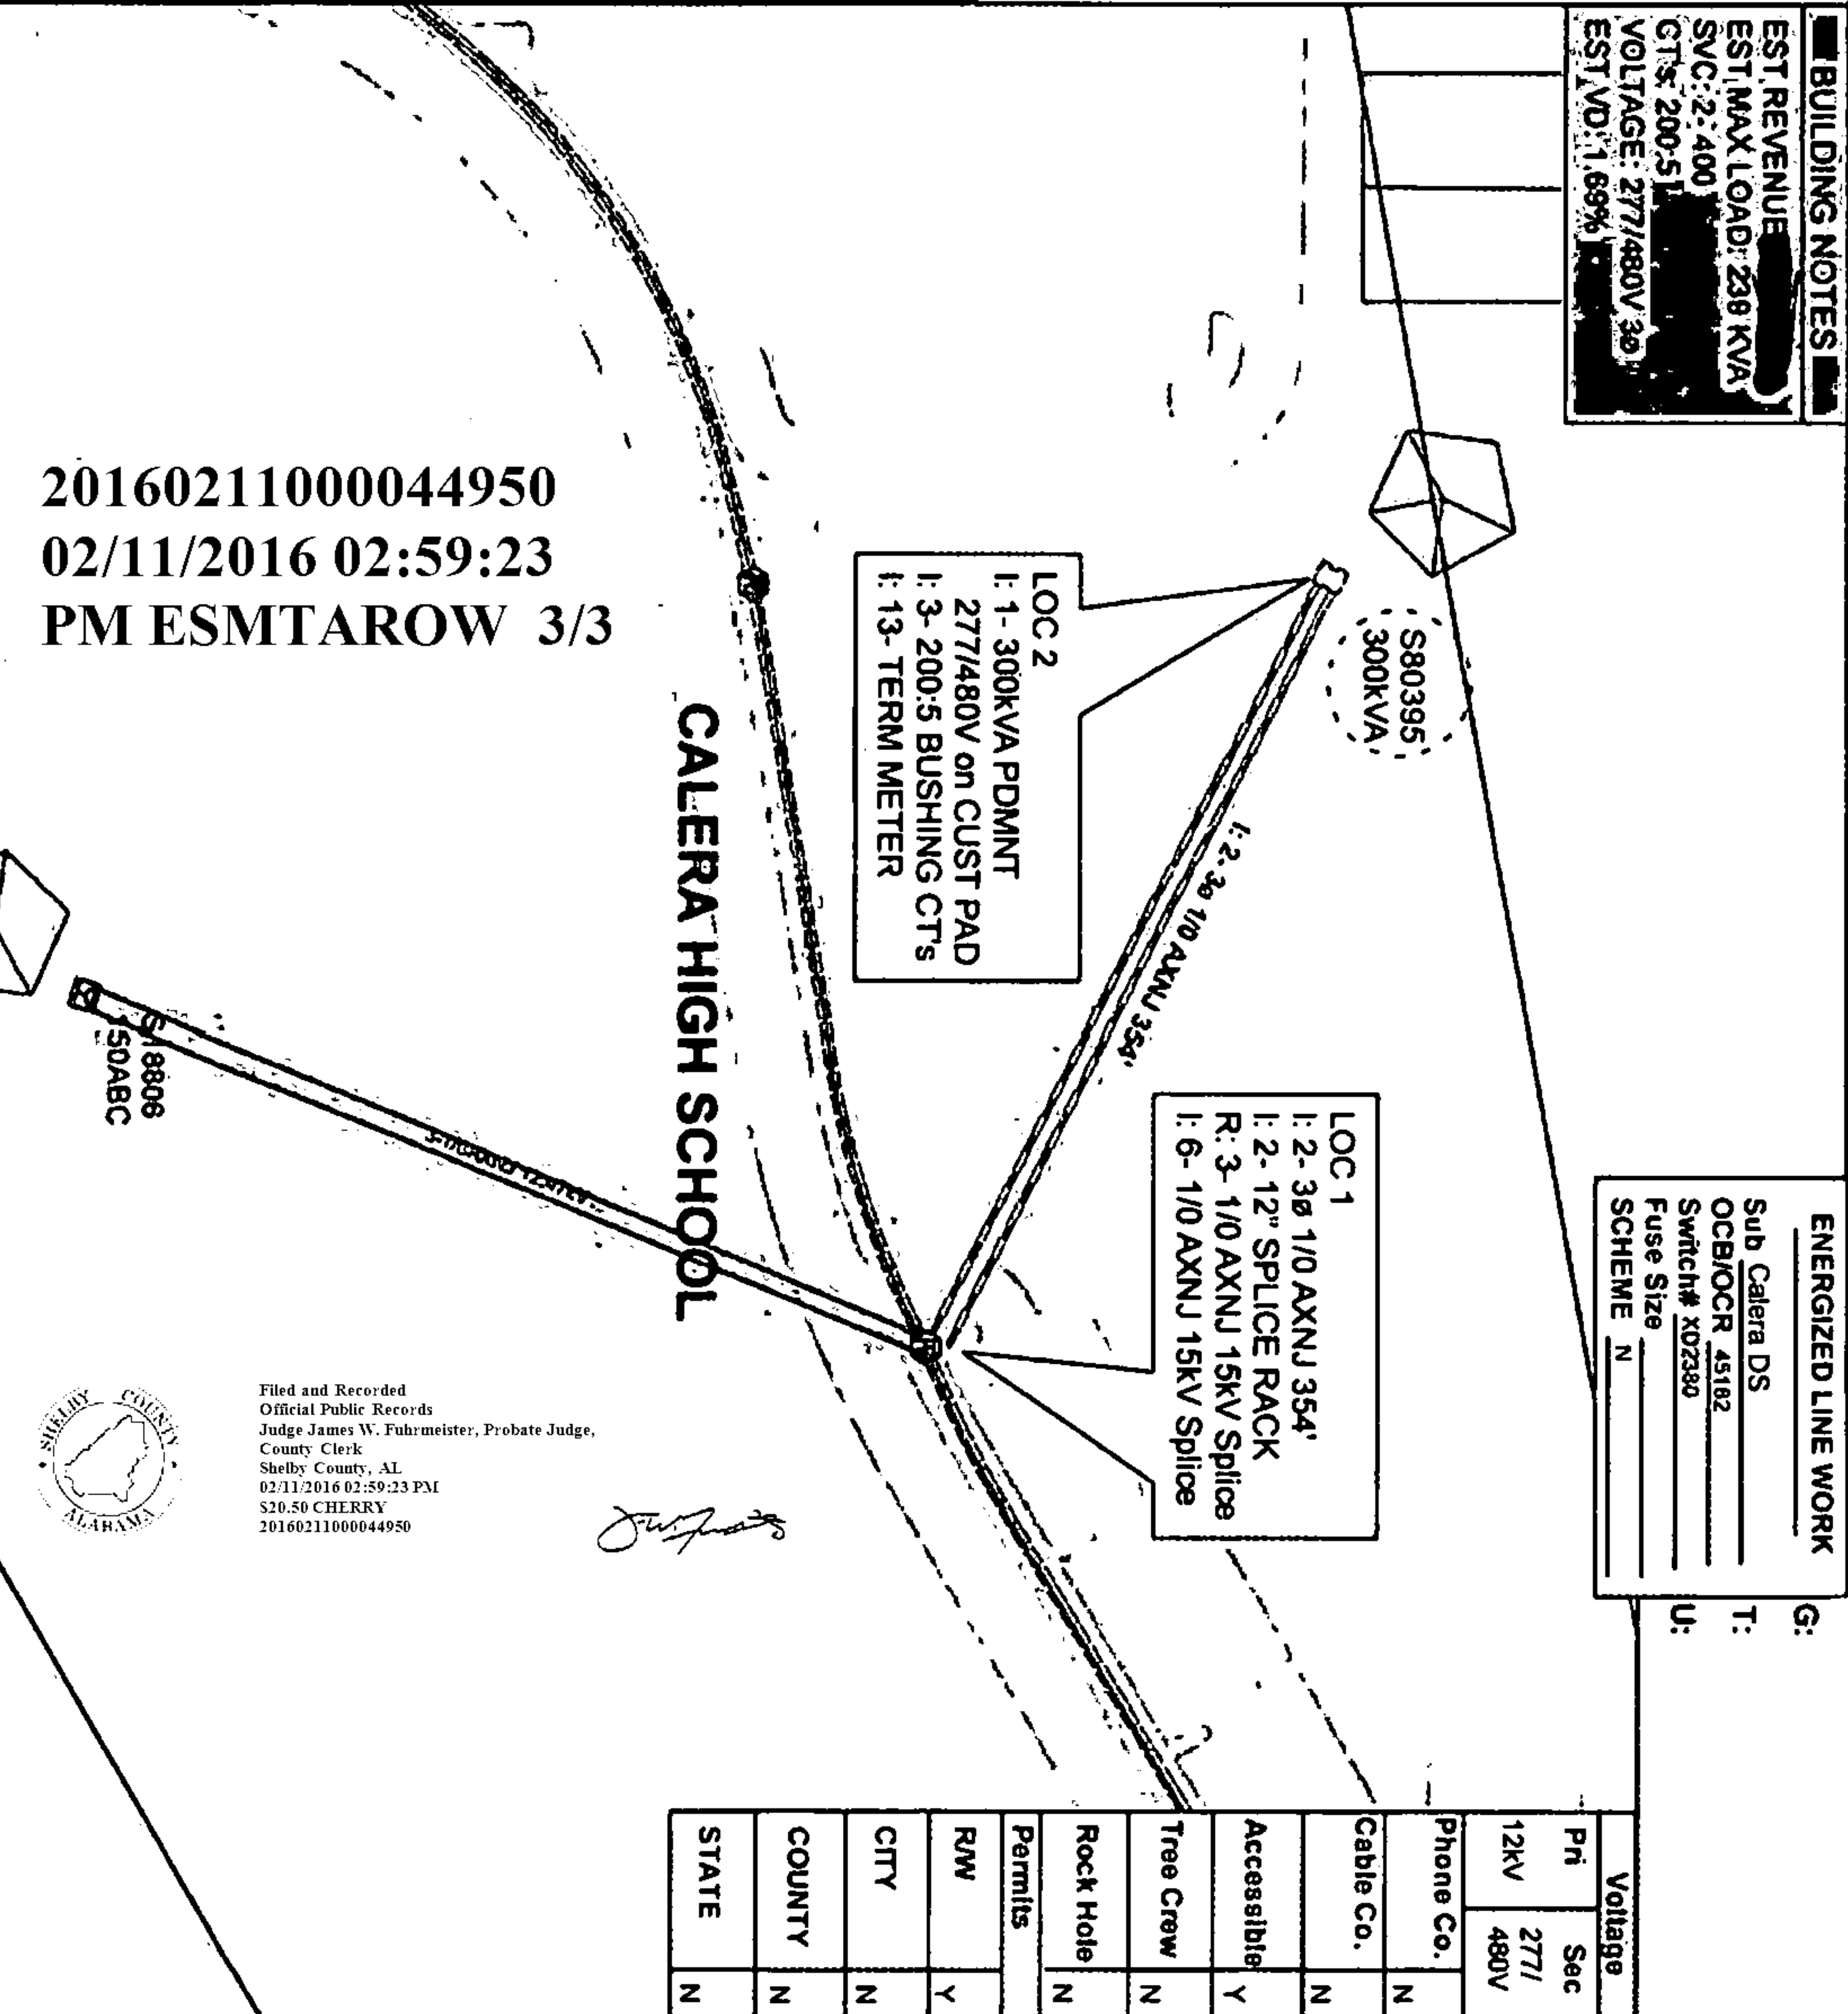 BUILDING NOTES
EST REVENUE
EST MAX LOAD: 238 KVA
SVC: 2-400
CT's: 200:5
VOLTAGE: 277/480V 3ø
EST VD: 1.69%
ENERGIZED LINE WORK
Sub Calera DS
OCB/OCR 45182
Switch# XD2380
Fuse Size
SCHEME N
G:
T:
U:
S80395
300kVA
LOC 2
I: 1- 300kVA PDMNT
277/480V on CUST PAD
I: 3- 200:5 BUSHING CT's
I: 13- TERM METER
I: 2- 3ø 1/0 AXNJ 354'
LOC 1
I: 2- 3ø 1/0 AXNJ 354'
I: 2- 12" SPLICE RACK
R: 3- 1/0 AXNJ 15kV Splice
I: 6- 1/0 AXNJ 15kV Splice
CALERA HIGH SCHOOL
50ABC
Voltage
Pri Sec
12kV 277/
480V
Phone Co. N
Cable Co. N
Accessible Y
Tree Crew N
Rock Hole N
Permits
R/W Y
CITY N
COUNTY N
STATE N
20160211000044950
02/11/2016 02:59:23
PM ESMTAROW 3/3
SHELBY COUNTY
ALABAMA
Filed and Recorded
Official Public Records
Judge James W. Fuhrmeister, Probate Judge,
County Clerk
Shelby County, AL
02/11/2016 02:59:23 PM
$20.50 CHERRY
20160211000044950